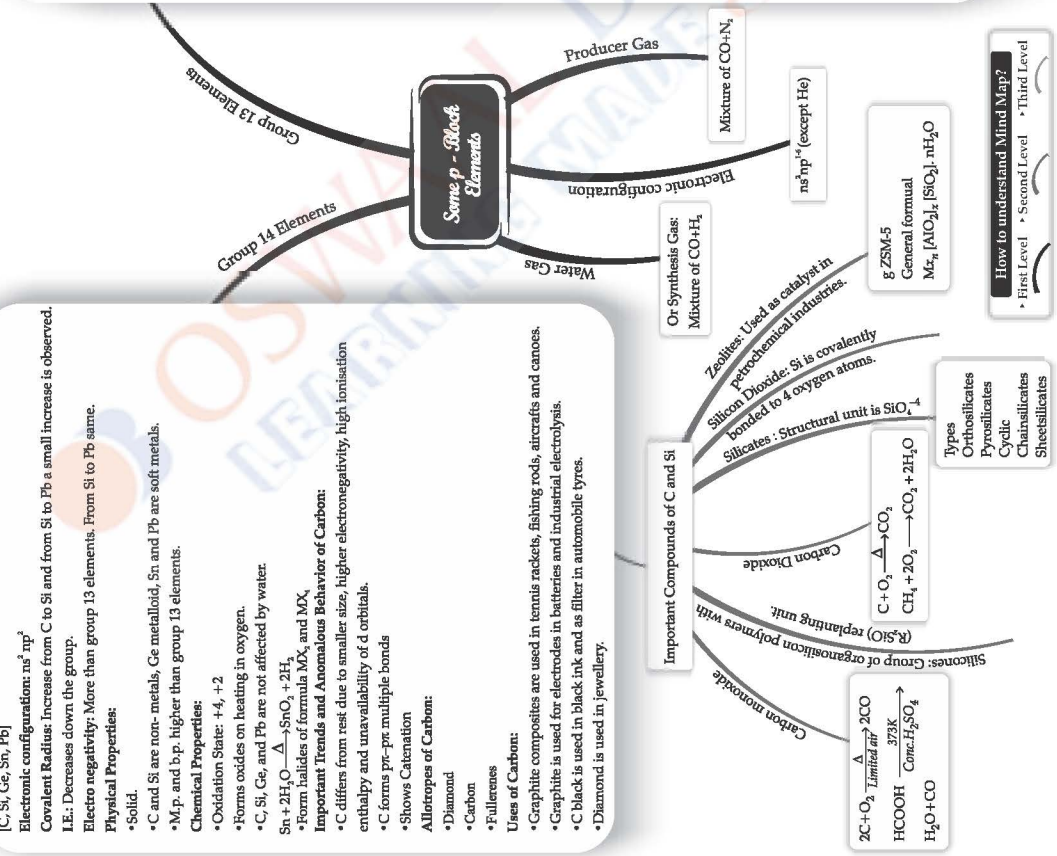 [C, Si, Ge, Sn, Pb]
Electronic configuration: ns² np²
Covalent Radius: Increase from C to Si and from Si to Pb a small increase is observed.
I.E.: Decreases down the group.
Electro negativity: More than group 13 elements. From Si to Pb same.
Physical Properties:
•Solid.
•C and Si are non- metals, Ge metalloid, Sn and Pb are soft metals.
•M.p. and b.p. higher than group 13 elements.
Chemical Properties:
•Oxidation State: +4, +2
•Forms oxides on heating in oxygen.
•C, Si, Ge, and Pb are not affected by water.
Sn + 2H₂O —Δ→ SnO₂ + 2H₂
•Form halides of formula MX₂ and MX₄
Important Trends and Anomalous Behavior of Carbon:
•C differs from rest due to smaller size, higher electronegativity, high ionisation
enthalpy and unavailability of d orbitals.
•C forms pπ–pπ multiple bonds
•Shows Catenation
Allotropes of Carbon:
•Diamond
•Carbon
•Fullerenes
Uses of Carbon:
•Graphite composites are used in tennis rackets, fishing rods, aircrafts and canoes.
•Graphite is used for electrodes in batteries and industrial electrolysis.
•C black is used in black ink and as filter in automobile tyres.
•Diamond is used in jewellery.
Group 14 Elements
Group 13 Elements
Some p - Block
Elements
Water Gas
Or Synthesis Gas:
Mixture of CO+H₂
Electronic configuration
ns²np¹⁻⁶ (except He)
Producer Gas
Mixture of CO+N₂
Important Compounds of C and Si
Carbon monoxide
2C + O₂ —Δ Limited air→ 2CO
HCOOH —373K Conc.H₂SO₄→
H₂O+CO
Silicones: Group of organosilicon polymers with
(R₂SiO) replanting unit.
Carbon Dioxide
C + O₂ —Δ→CO₂
CH₄ + 2O₂ ——→CO₂ + 2H₂O
Silicates : Structural unit is SiO₄⁻⁴
Types
Orthosilicates
Pyrosilicates
Cyclic
Chainsilicates
Sheetsilicates
Silicon Dioxide: Si is covalently
bonded to 4 oxygen atoms.
Zeolites: Used as catalyst in
petrochemical industries.
g ZSM-5
General formual
Mxₙ [AlO₂]ₓ [SiO₂]. nH₂O
How to understand Mind Map?
• First Level • Second Level • Third Level
OSWAAL
LEARNING MADE